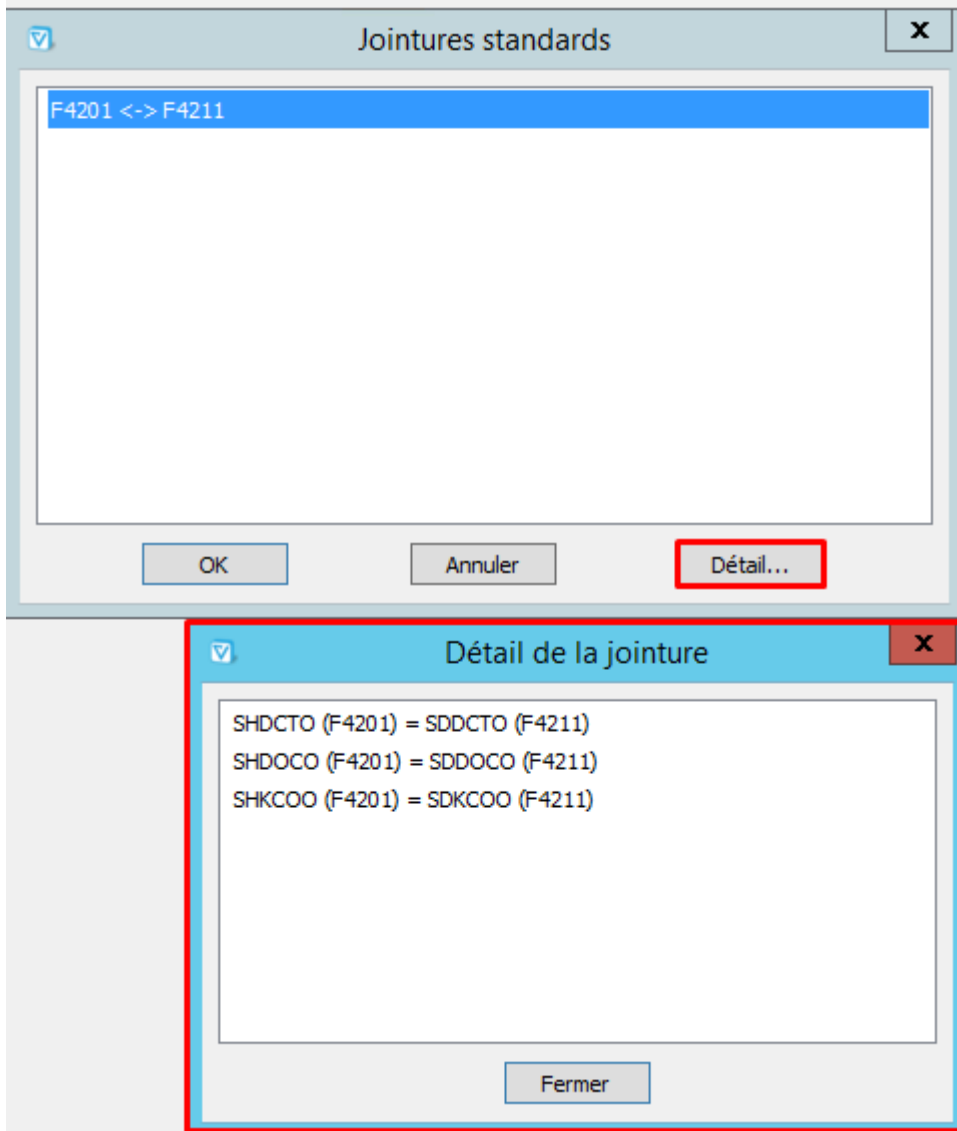 Jointures standards
x
F4201 <-> F4211
OK
Annuler
Détail...
Détail de la jointure
x
SHDCTO (F4201) = SDDCTO (F4211)
SHDOCO (F4201) = SDDOCO (F4211)
SHKCOO (F4201) = SDKCOO (F4211)
Fermer